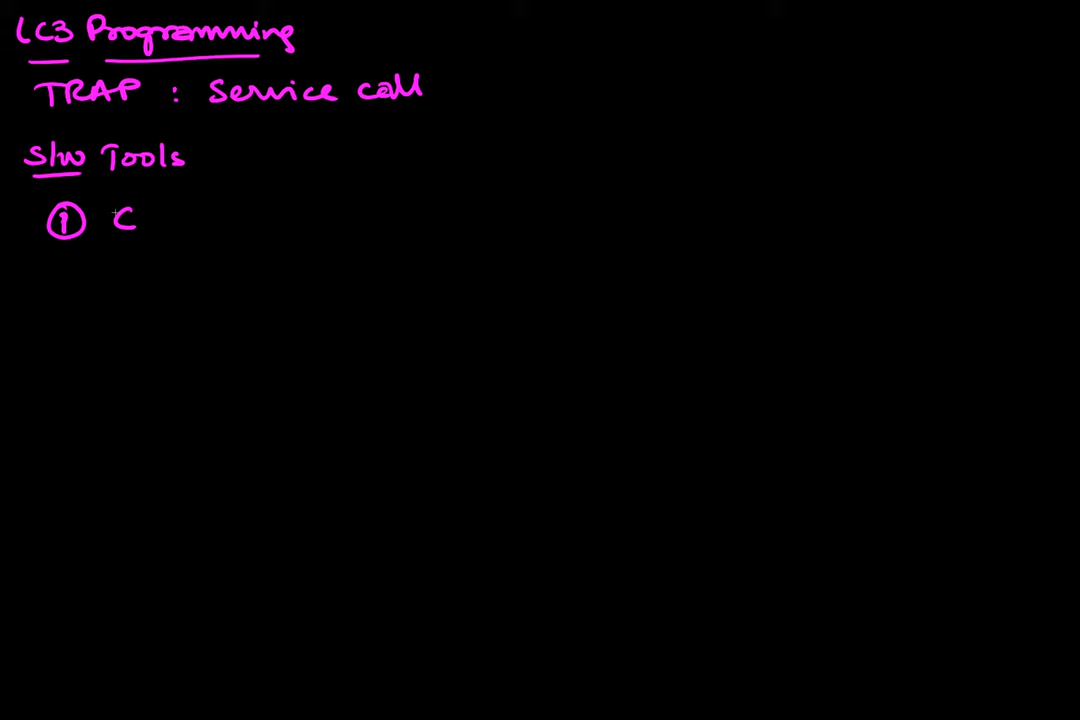 LC3 Programming
TRAP : Service call
S/w Tools
① C